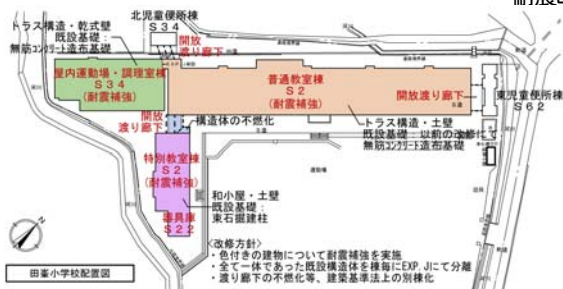 耐震
北児童便所棟
S34
トラス構造・乾式壁
既設基礎：
無筋コンクリート造布基礎
開放
渡り廊下
屋内運動場・調理室棟
S34
(耐震補強)
普通教室棟
S2
(耐震補強)
開放渡り廊下
東児童便所棟
S62
開放
渡り廊下
構造体の不燃化
トラス構造・土壁
既設基礎：以前の改修にて
無筋コンクリート造布基礎
特別教室棟
S2
(耐震補強)
運動場
和小屋・土壁
既設基礎：
束石掘建柱
器具庫
S22
N
<改修方針>
・色付きの建物について耐震補強を実施
・全て一体であった既設構造体を棟毎にEXP.Jにて分離
・渡り廊下の不燃化等、建築基準法上の別棟化
田峯小学校配置図